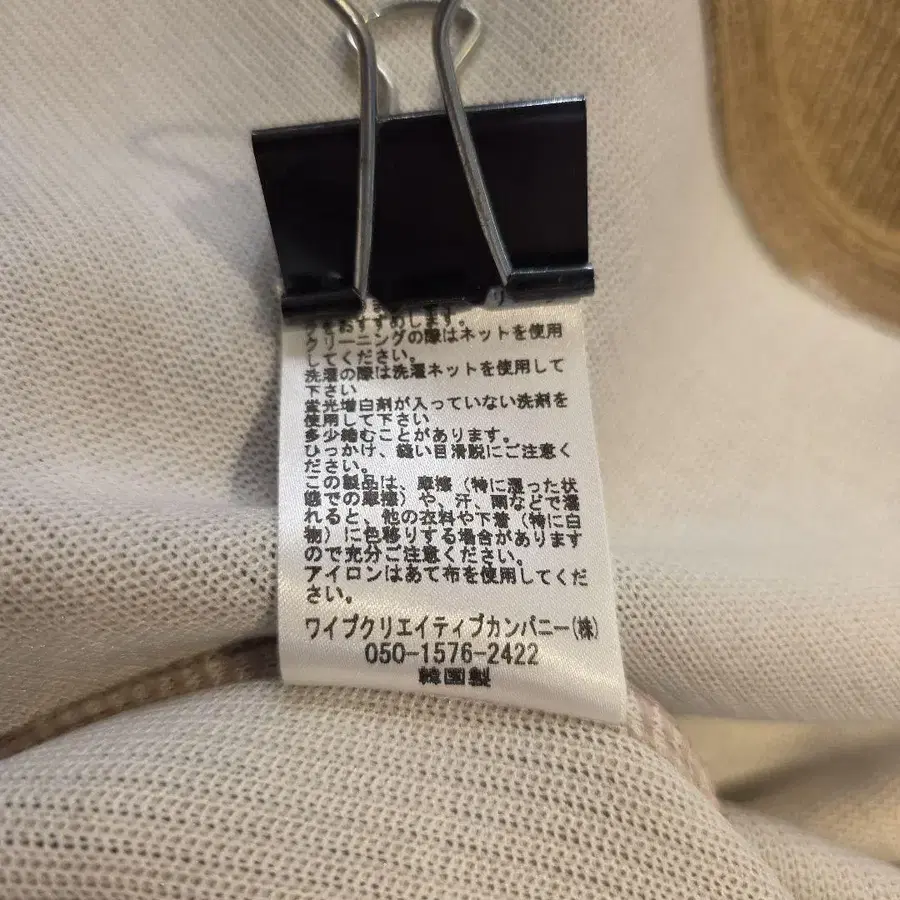 をおすすめします。
クリーニングの際はネットを使用
してください。
洗濯の際は洗濯ネットを使用して
下さい
蛍光増白剤が入っていない洗剤を
使用して下さい
多少縮むことがあります。
ひっかけ、縫い目滑脱にご注意く
ださい。
この製品は、摩擦（特に湿った状
態での摩擦）や、汗、雨などで濡
れると、他の衣料や下着（特に白
物）に色移りする場合があります
ので充分ご注意ください。
アイロンはあて布を使用してくだ
さい。
ワイプクリエイティブカンパニー(株)
050-1576-2422
韓国製